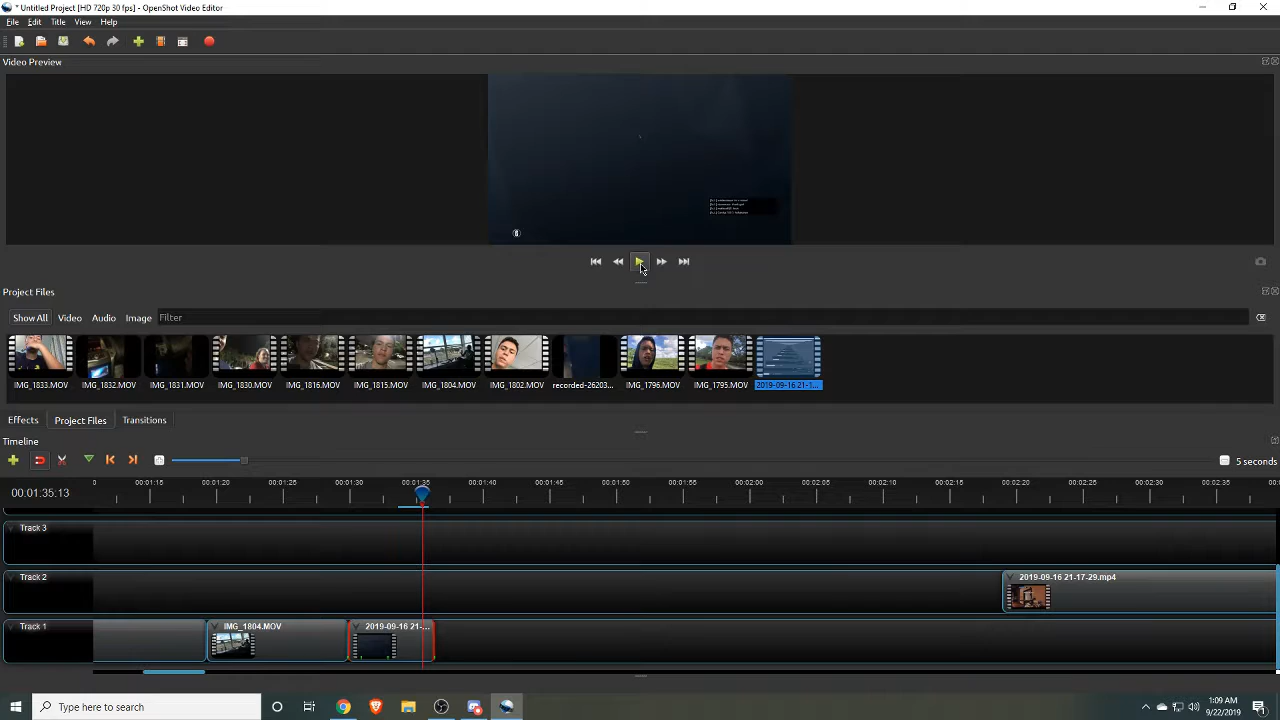 * Untitled Project [HD 720p 30 fps] - OpenShot Video Editor
File Edit Title View Help
Video Preview
Project Files
Show All Video Audio Image Filter
IMG_1833.MOV IMG_1832.MOV IMG_1831.MOV IMG_1830.MOV IMG_1816.MOV IMG_1815.MOV IMG_1804.MOV IMG_1802.MOV recorded-26203... IMG_1796.MOV IMG_1795.MOV 2019-09-16 21-1...
Effects Project Files Transitions
Timeline
5 seconds
00:01:35.13
0 00:01:15 00:01:20 00:01:25 00:01:30 00:01:35 00:01:40 00:01:45 00:01:50 00:01:55 00:02:00 00:02:05 00:02:10 00:02:15 00:02:20 00:02:25 00:02:30 00:02:35
Track 3
Track 2
2019-09-16 21-17-29.mp4
Track 1
IMG_1804.MOV
2019-09-16 21-...
Type here to search
1:09 AM
9/22/2019